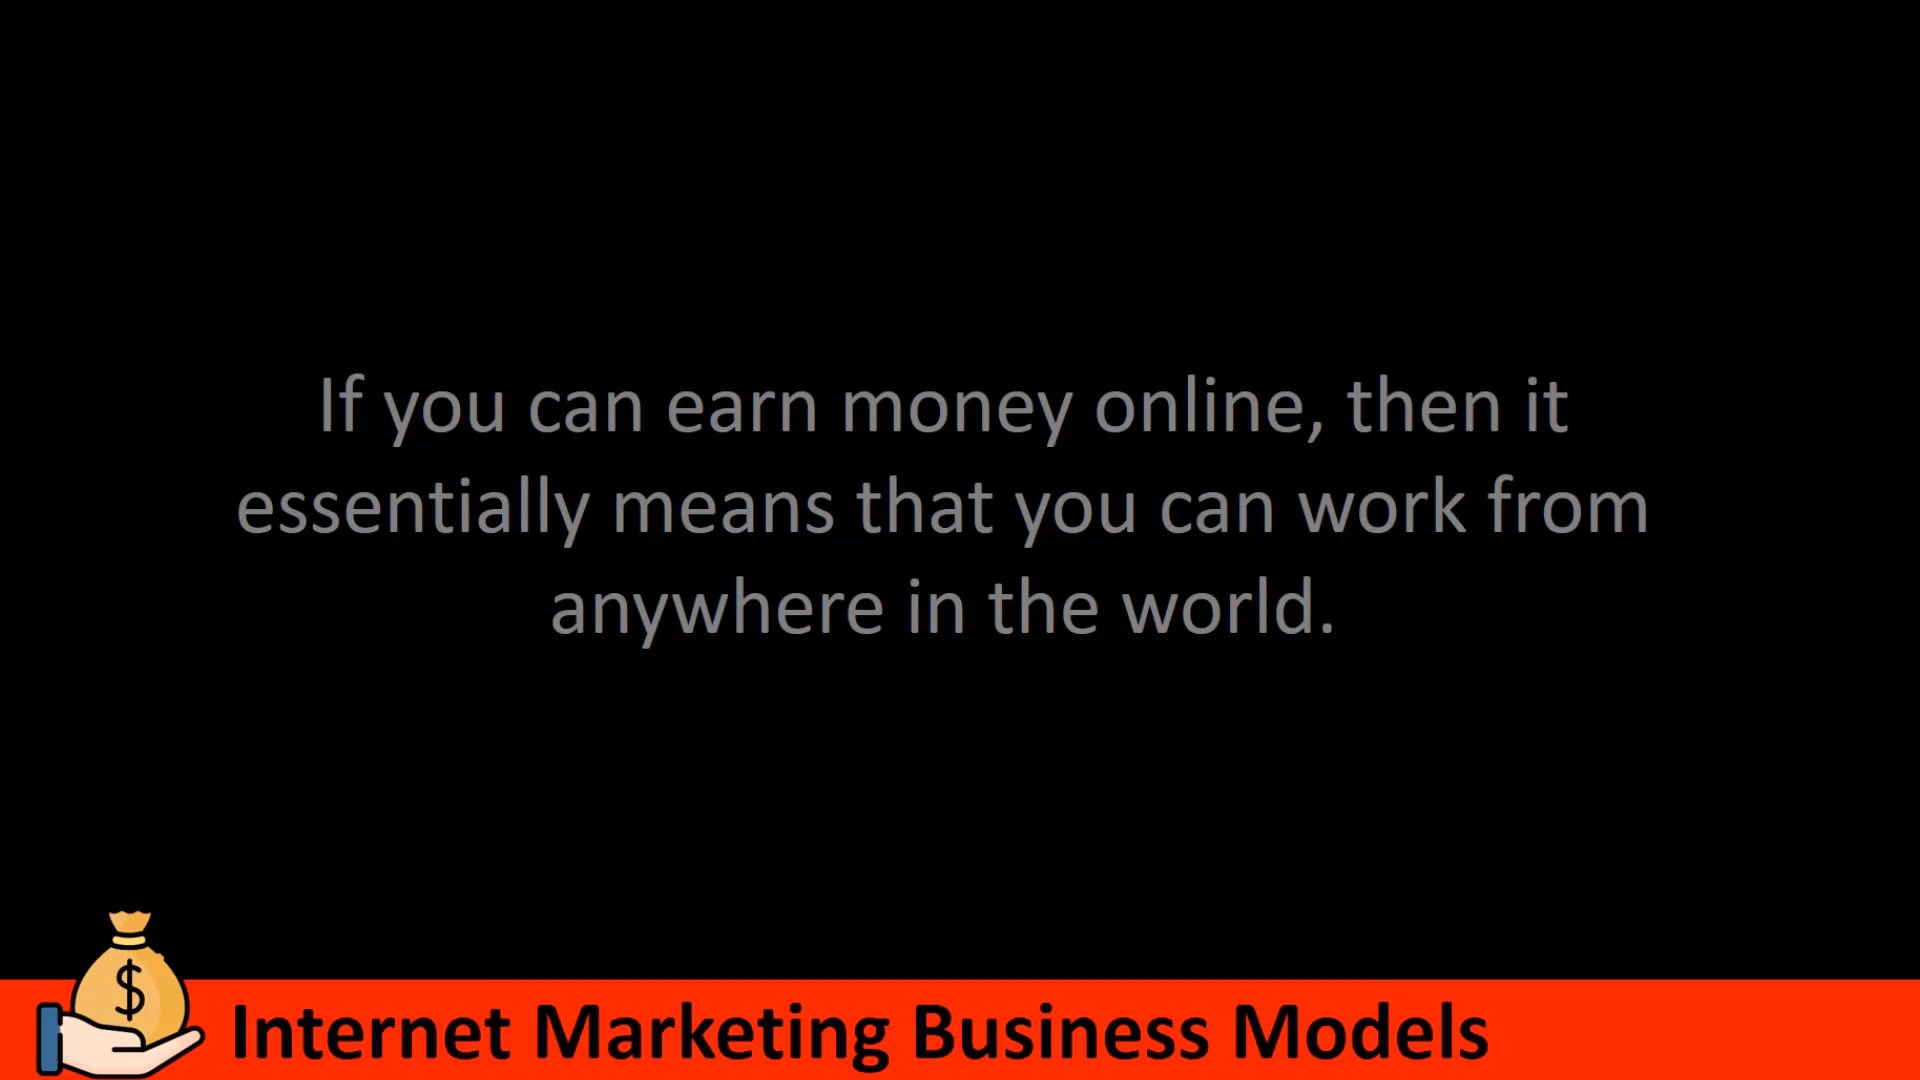 If you can earn money online, then it
essentially means that you can work from
anywhere in the world.
$
Internet Marketing Business Models